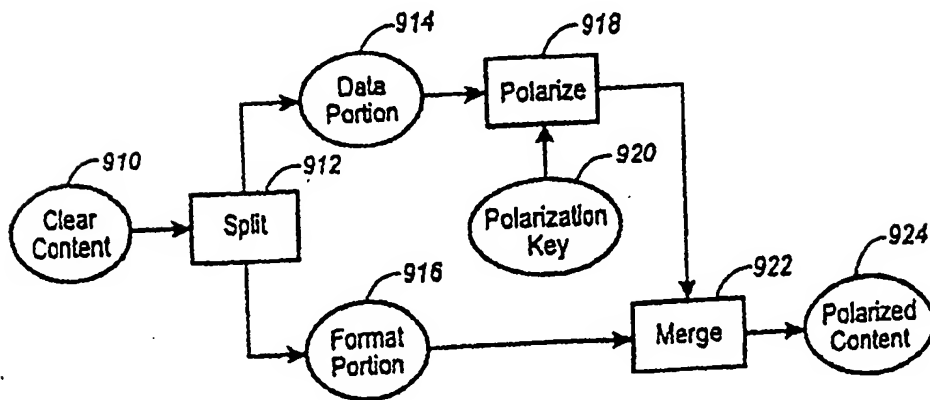 914
918
Data
Portion
Polarize
910
912
920
Clear
Content
Split
Polarization
Key
916
922
924
Format
Portion
Merge
Polarized
Content